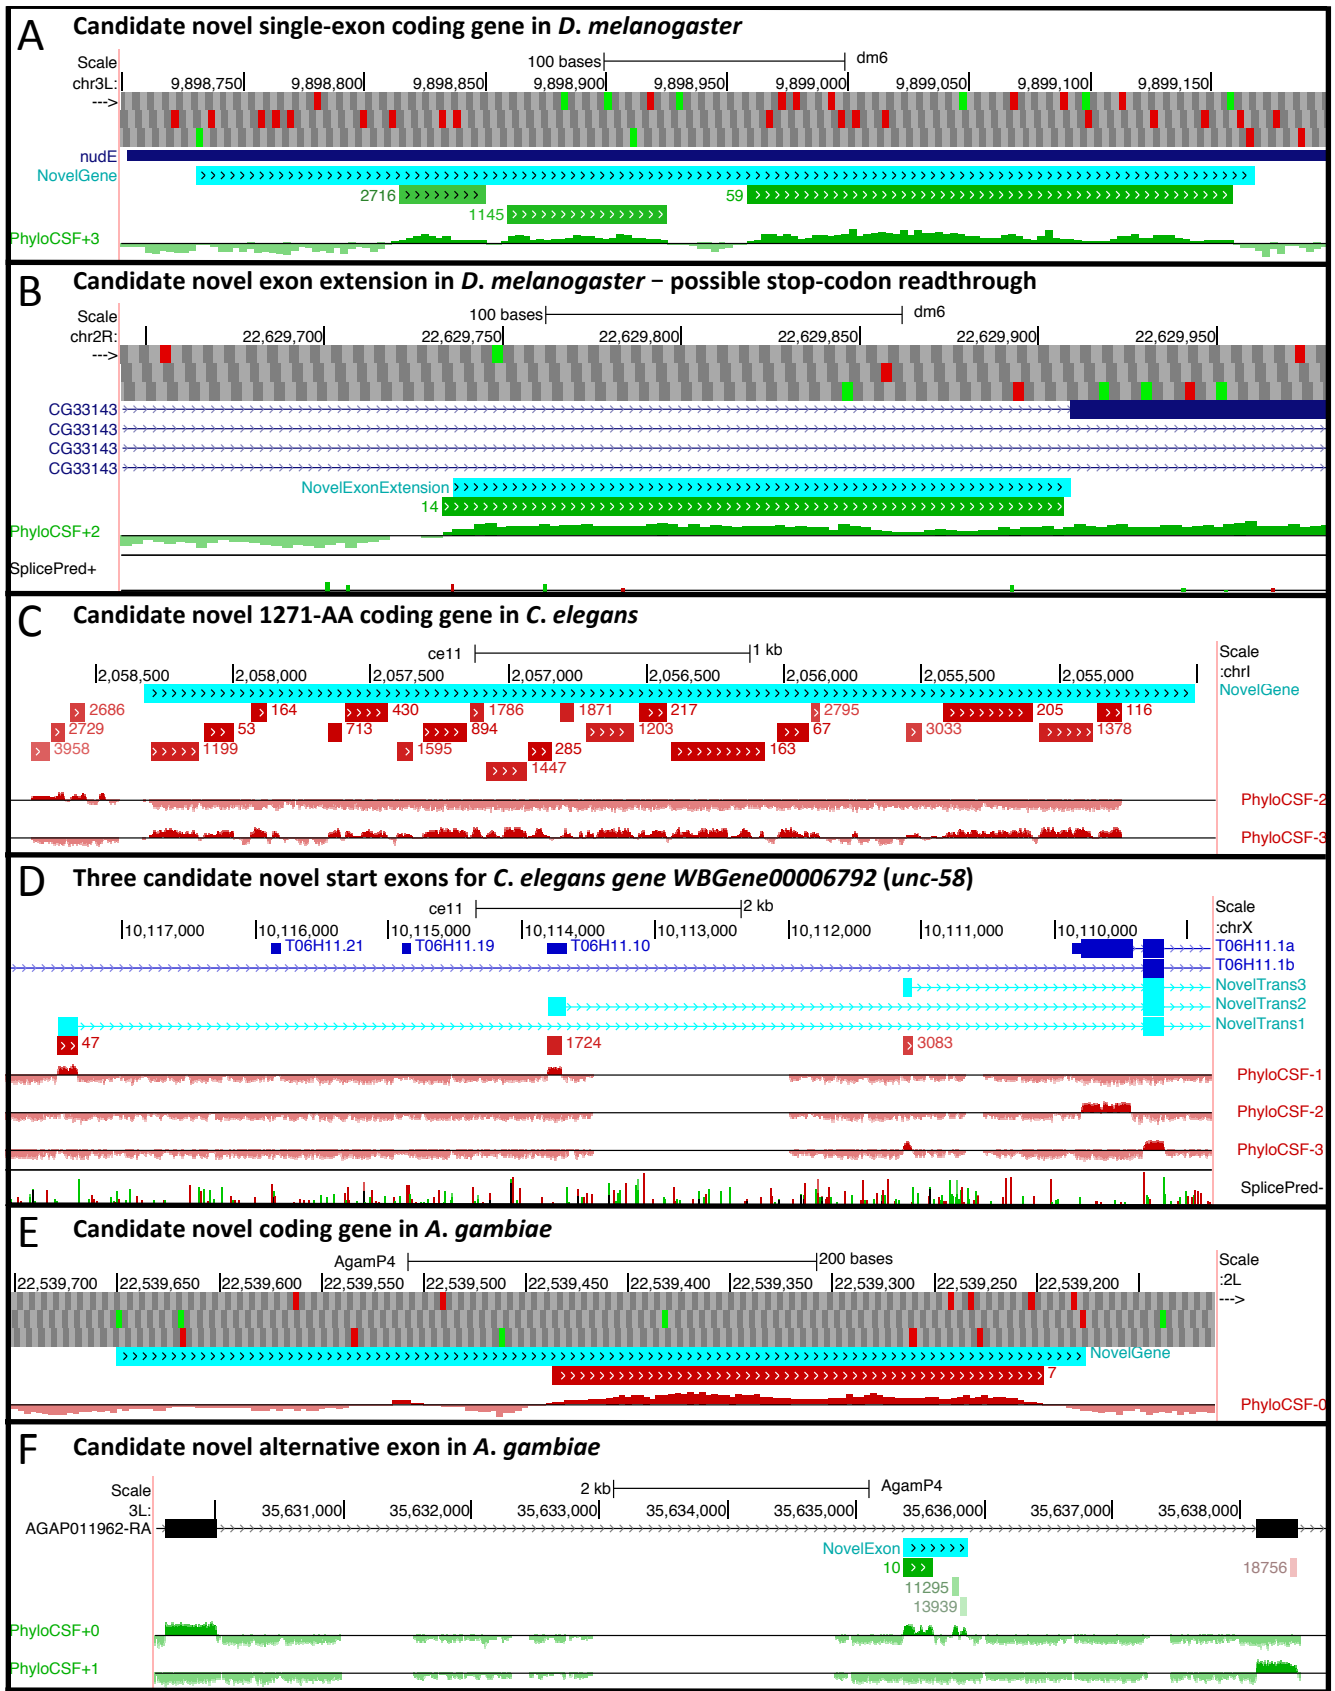 A Candidate novel single-exon coding gene in D. melanogaster
Scale 100 bases dm6
chr3L: 9,898,750 9,898,800 9,898,850 9,898,900 9,898,950 9,899,000 9,899,050 9,899,100 9,899,150
--->
nudE
NovelGene
2716 59
1145
PhyloCSF+3
B Candidate novel exon extension in D. melanogaster – possible stop-codon readthrough
Scale 100 bases dm6
chr2R: 22,629,700 22,629,750 22,629,800 22,629,850 22,629,900 22,629,950
--->
CG33143
CG33143
CG33143
CG33143
NovelExonExtension
14
PhyloCSF+2
SplicePred+
C Candidate novel 1271-AA coding gene in C. elegans
ce11 1 kb Scale
2,058,500 2,058,000 2,057,500 2,057,000 2,056,500 2,056,000 2,055,500 2,055,000 :chrI
NovelGene
2686 164 430 1786 1871 217 2795 205 116
2729 53 713 894 1203 67 3033 1378
3958 1199 1595 285 163
1447
PhyloCSF-2
PhyloCSF-3
D Three candidate novel start exons for C. elegans gene WBGene00006792 (unc-58)
ce11 2 kb Scale
10,117,000 10,116,000 10,115,000 10,114,000 10,113,000 10,112,000 10,111,000 10,110,000 :chrX
T06H11.21 T06H11.19 T06H11.10 T06H11.1a
T06H11.1b
NovelTrans3
NovelTrans2
NovelTrans1
47 1724 3083
PhyloCSF-1
PhyloCSF-2
PhyloCSF-3
SplicePred-
E Candidate novel coding gene in A. gambiae
AgamP4 200 bases Scale
22,539,700 22,539,650 22,539,600 22,539,550 22,539,500 22,539,450 22,539,400 22,539,350 22,539,300 22,539,250 22,539,200 :2L
--->
NovelGene
7
PhyloCSF-0
F Candidate novel alternative exon in A. gambiae
Scale 2 kb AgamP4
3L: 35,631,000 35,632,000 35,633,000 35,634,000 35,635,000 35,636,000 35,637,000 35,638,000
AGAP011962-RA
NovelExon
10 18756
11295
13939
PhyloCSF+0
PhyloCSF+1